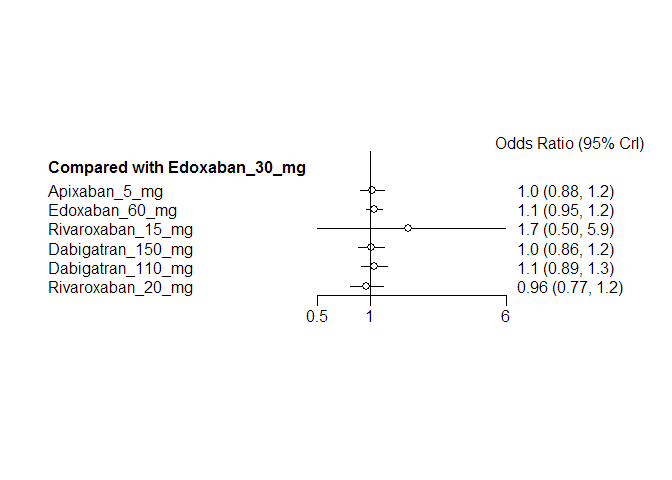 Odds Ratio (95% CrI)
Compared with Edoxaban_30_mg
Apixaban_5_mg 1.0 (0.88, 1.2)
Edoxaban_60_mg 1.1 (0.95, 1.2)
Rivaroxaban_15_mg 1.7 (0.50, 5.9)
Dabigatran_150_mg 1.0 (0.86, 1.2)
Dabigatran_110_mg 1.1 (0.89, 1.3)
Rivaroxaban_20_mg 0.96 (0.77, 1.2)
0.5 1 6